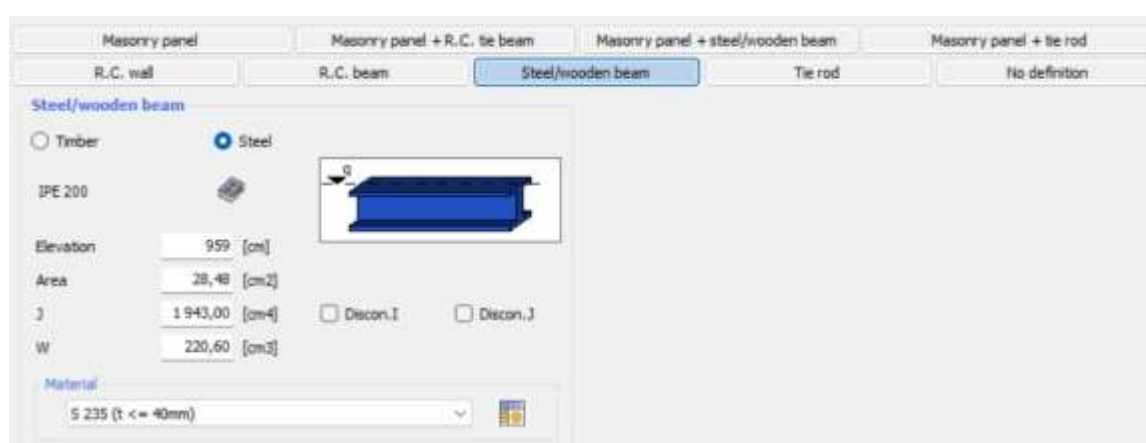 Masonry panel Masonry panel + R.C. tie beam Masonry panel + steel/wooden beam Masonry panel + tie rod
R.C. wall R.C. beam Steel/wooden beam Tie rod No definition
Steel/wooden beam
Timber Steel
q
IPE 200
Elevation 959 [cm]
Area 28,48 [cm2]
J 1 943,00 [cm4] Discon.I Discon.J
W 220,60 [cm3]
Material
S 235 (t <= 40mm)